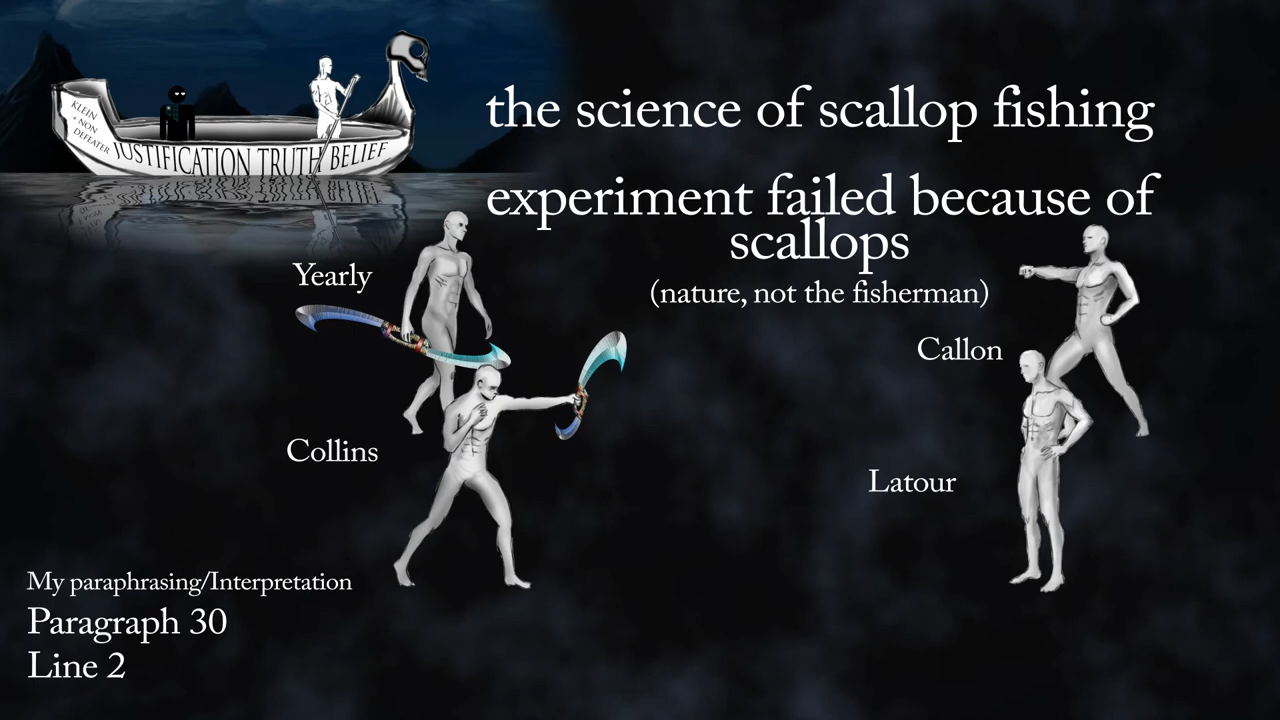 KLEIN
+ NON
DEFEATER
JUSTIFICATION TRUTH BELIEF
the science of scallop fishing
experiment failed because of
scallops
(nature, not the fisherman)
Yearly
Callon
Collins
Latour
My paraphrasing/Interpretation
Paragraph 30
Line 2